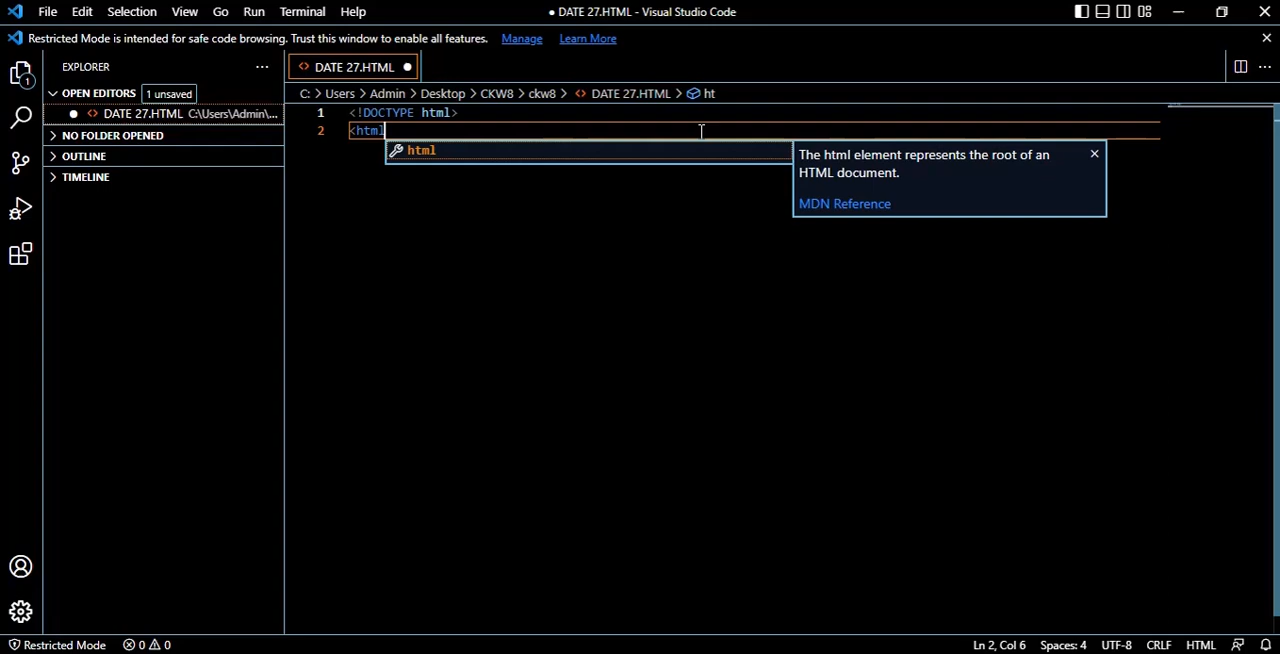 File Edit Selection View Go Run Terminal Help ● DATE 27.HTML - Visual Studio Code
Restricted Mode is intended for safe code browsing. Trust this window to enable all features. Manage Learn More
EXPLORER ... DATE 27.HTML ●
OPEN EDITORS 1 unsaved C: > Users > Admin > Desktop > CKW8 > ckw8 > DATE 27.HTML > ht
● DATE 27.HTML C:\Users\Admin\... 1 <!DOCTYPE html>
NO FOLDER OPENED 2 <html
html
OUTLINE
TIMELINE
The html element represents the root of an
HTML document.
MDN Reference
1
Restricted Mode 0 0 Ln 2, Col 6 Spaces: 4 UTF-8 CRLF HTML